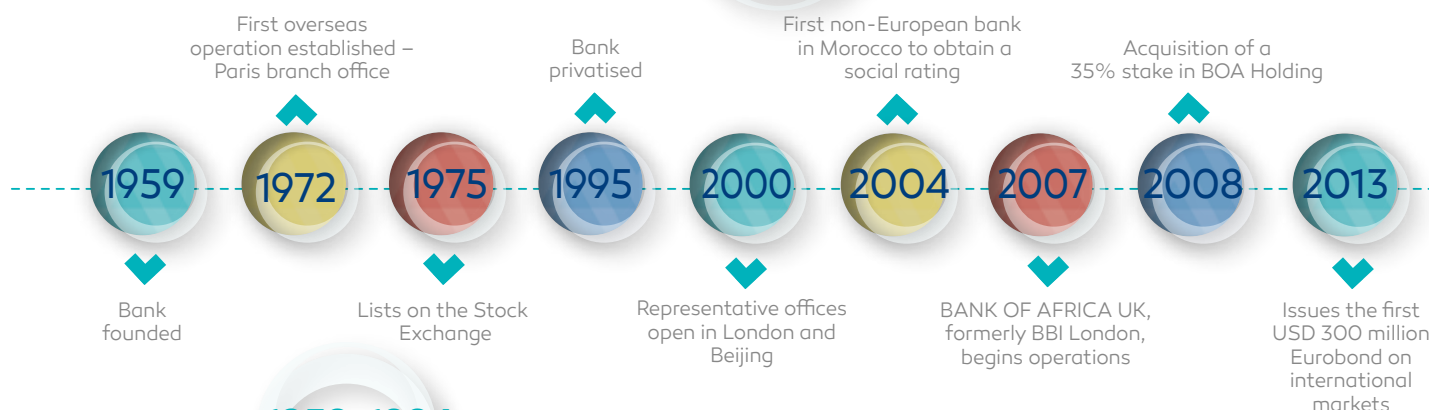 First overseas
operation established –
Paris branch office
Bank
privatised
First non-European bank
in Morocco to obtain a
social rating
Acquisition of a
35% stake in BOA Holding
1959
1972
1975
1995
2000
2004
2007
2008
2013
Bank
founded
Lists on the Stock
Exchange
Representative offices
open in London and
Beijing
BANK OF AFRICA UK,
formerly BBI London,
begins operations
Issues the first
USD 300 million
Eurobond on
international
markets